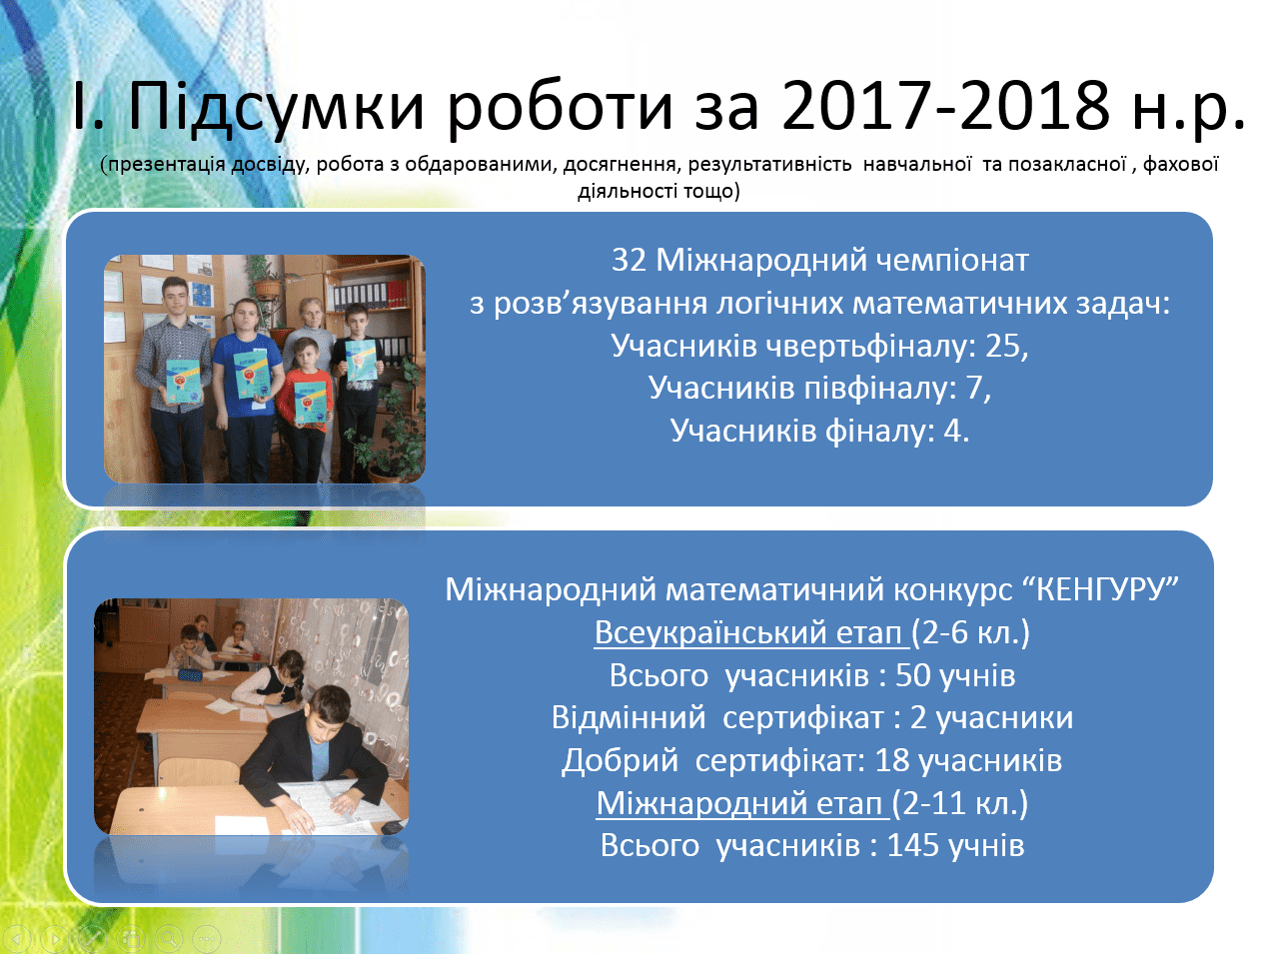 І. Підсумки роботи за 2017-2018 н.р.
(презентація досвіду, робота з обдарованими, досягнення, результативність  навчальної  та позакласної , фахової
діяльності тощо)
32 Міжнародний чемпіонат
з розв’язування логічних математичних задач:
Учасників чвертьфіналу: 25,
Учасників півфіналу: 7,
Учасників фіналу: 4.
Міжнародний математичний конкурс “КЕНГУРУ”
Всеукраїнський етап (2-6 кл.)
Всього  учасників : 50 учнів
Відмінний  сертифікат : 2 учасники
Добрий  сертифікат: 18 учасників
Міжнародний етап (2-11 кл.)
Всього  учасників : 145 учнів